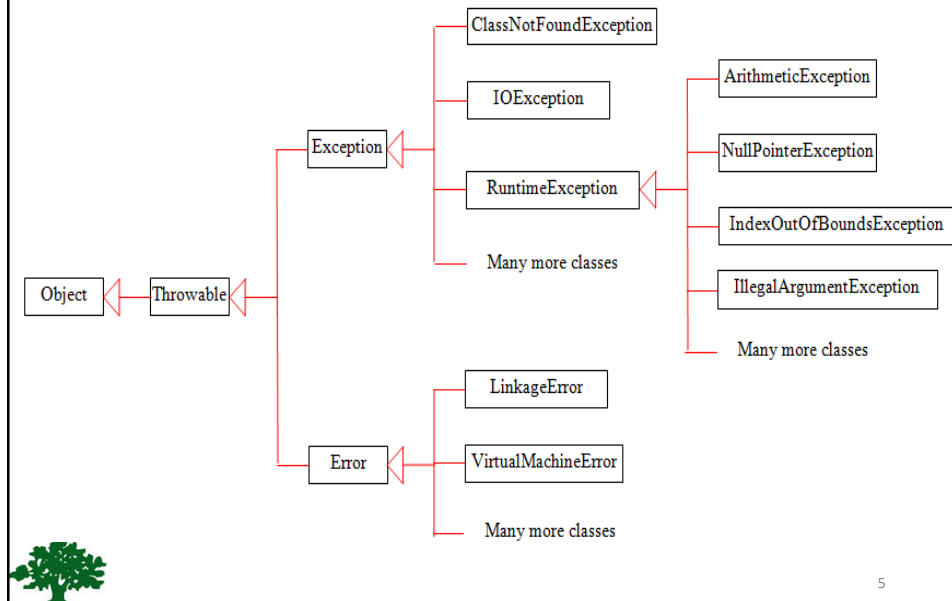 ClassNotFoundException
ArithmeticException
IOException
Exception
NullPointerException
RuntimeException
IndexOutOfBoundsException
Many more classes
Object
Throwable
IllegalArgumentException
Many more classes
LinkageError
Error
VirtualMachineError
Many more classes
5